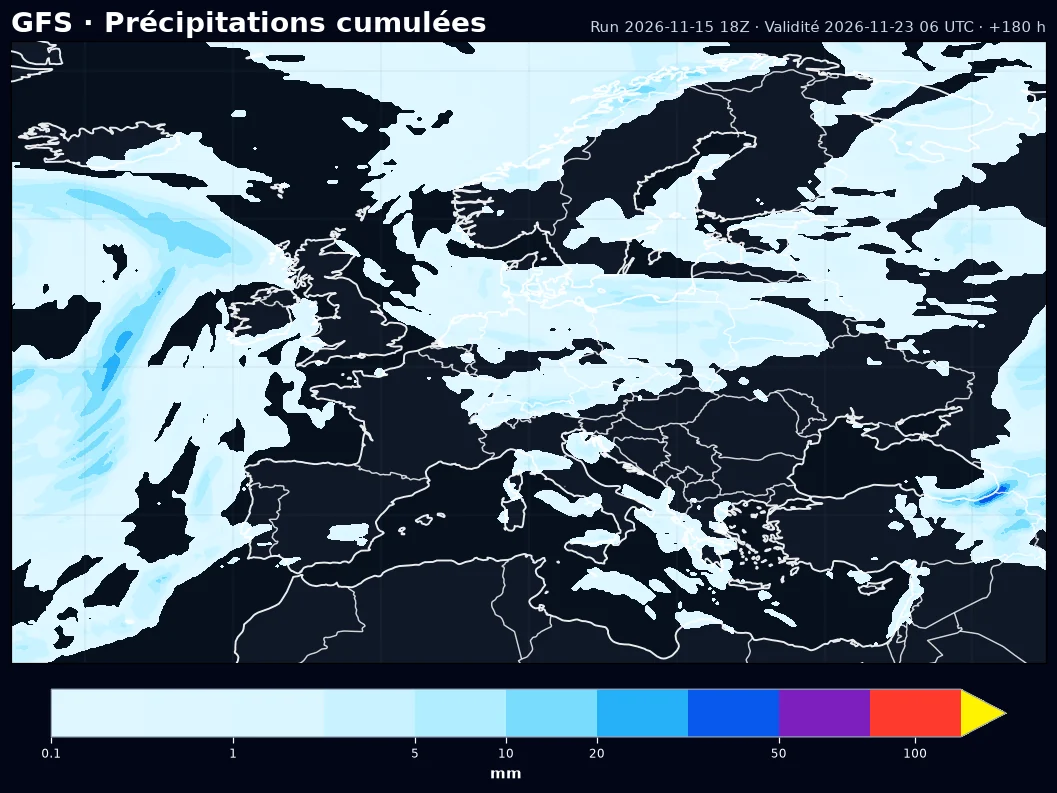 GFS · Précipitations cumulées
Run 2026-11-15 18Z · Validité 2026-11-23 06 UTC · +180 h
0.1 1 5 10 20 50 100
mm